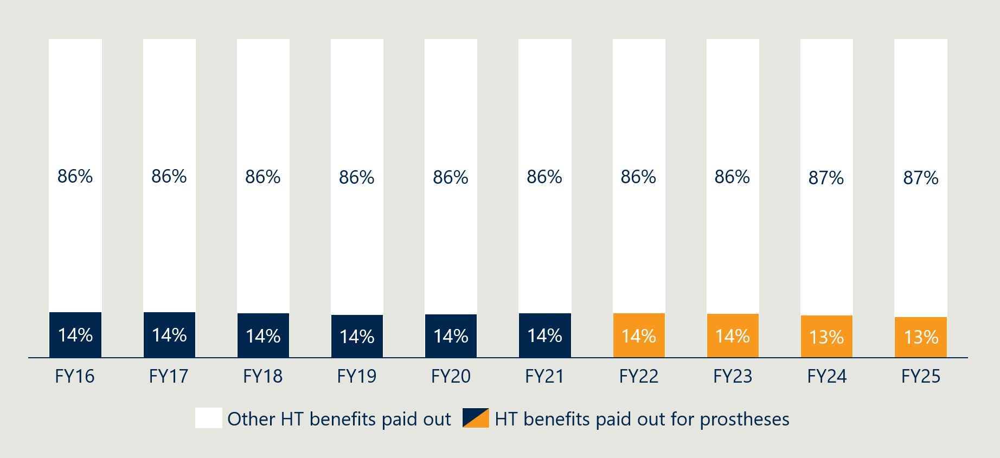 86% 86% 86% 86% 86% 86% 86% 86% 87% 87%
14% 14% 14% 14% 14% 14% 14% 14% 13% 13%
FY16 FY17 FY18 FY19 FY20 FY21 FY22 FY23 FY24 FY25
Other HT benefits paid out HT benefits paid out for prostheses